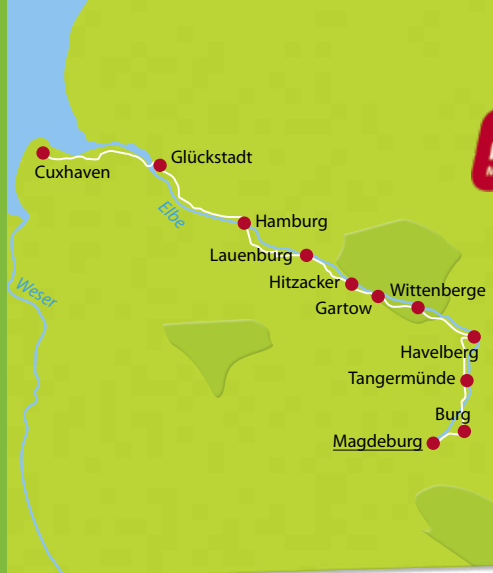 Glückstadt
Cuxhaven
Elbe
Hamburg
Lauenburg
Hitzacker
Weser
Wittenberge
Gartow
Havelberg
Tangermünde
Burg
Magdeburg